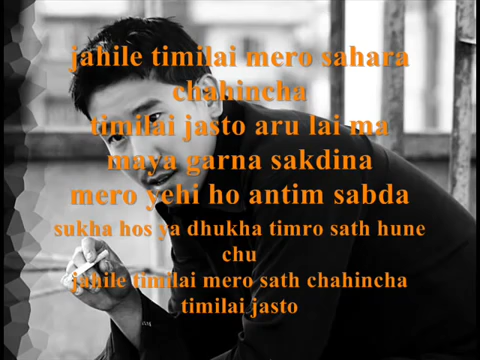 jahile timilai mero sahara
chahincha
timilai jasto aru lai ma
maya garna sakdina
mero yehi ho antim sabda
sukha hos ya dhukha timro sath hune
chu
jahile timilai mero sath chahincha
timilai jasto